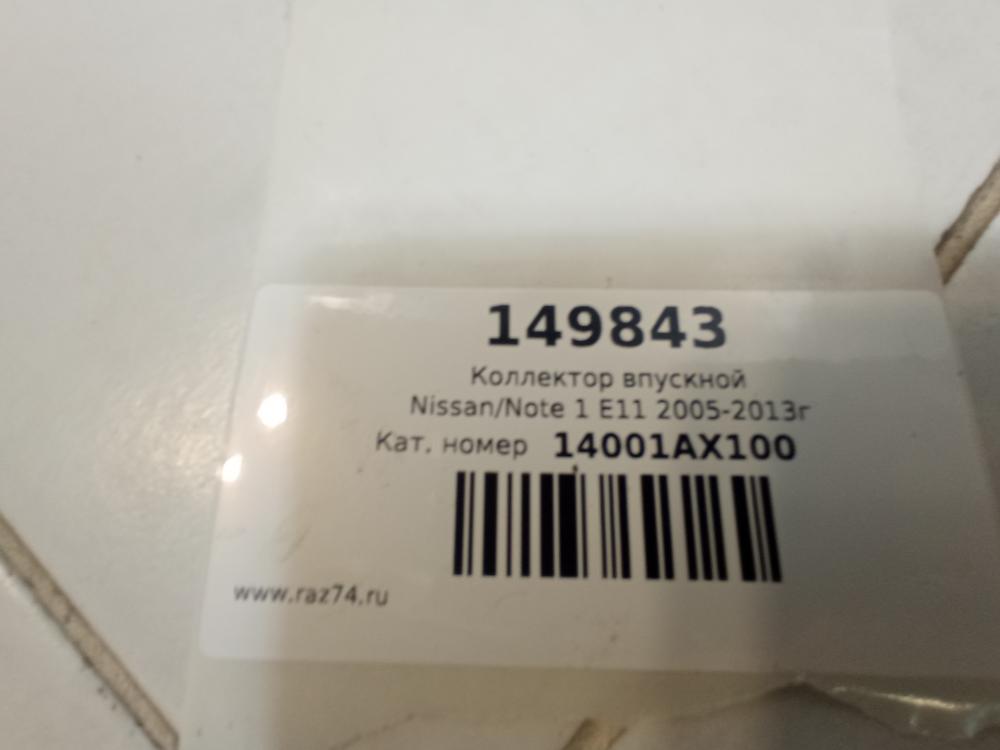 149843
Коллектор впускной
Nissan/Note 1 E11 2005-2013г
Кат. номер 14001AX100
www.raz74.ru